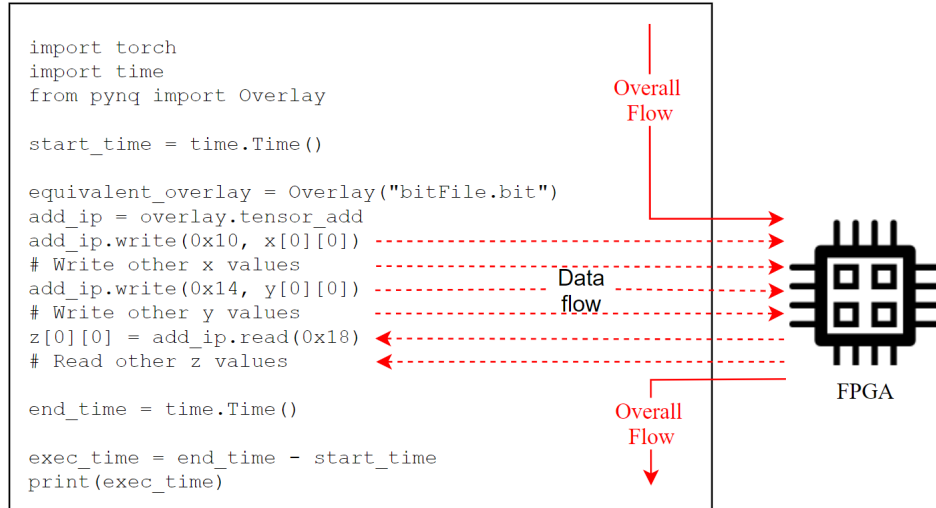 import torch
import time
from pynq import Overlay
start_time = time.Time()
equivalent_overlay = Overlay("bitFile.bit")
add_ip = overlay.tensor_add
add_ip.write(0x10, x[0][0])
# Write other x values
add_ip.write(0x14, y[0][0])
# Write other y values
z[0][0] = add_ip.read(0x18)
# Read other z values
end_time = time.Time()
exec_time = end_time - start_time
print(exec_time)
Overall
Flow
Data
flow
Overall
Flow
FPGA